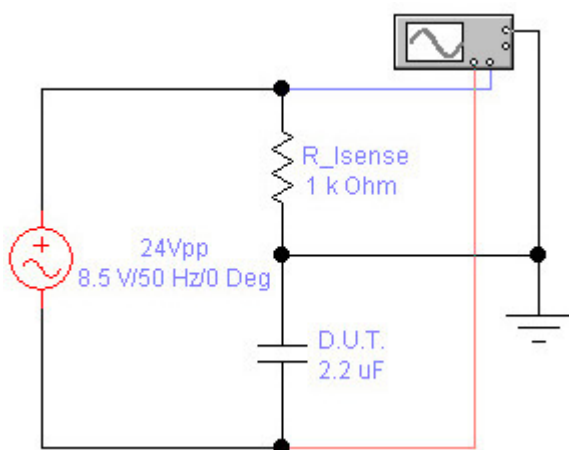 R_Isense
1 k Ohm
24Vpp
8.5 V/50 Hz/0 Deg
D.U.T.
2.2 uF